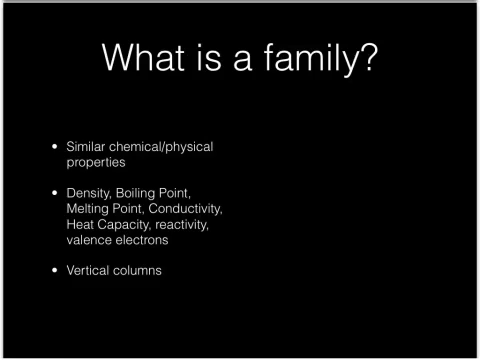 What is a family?
• Similar chemical/physical
properties
• Density, Boiling Point,
Melting Point, Conductivity,
Heat Capacity, reactivity,
valence electrons
• Vertical columns